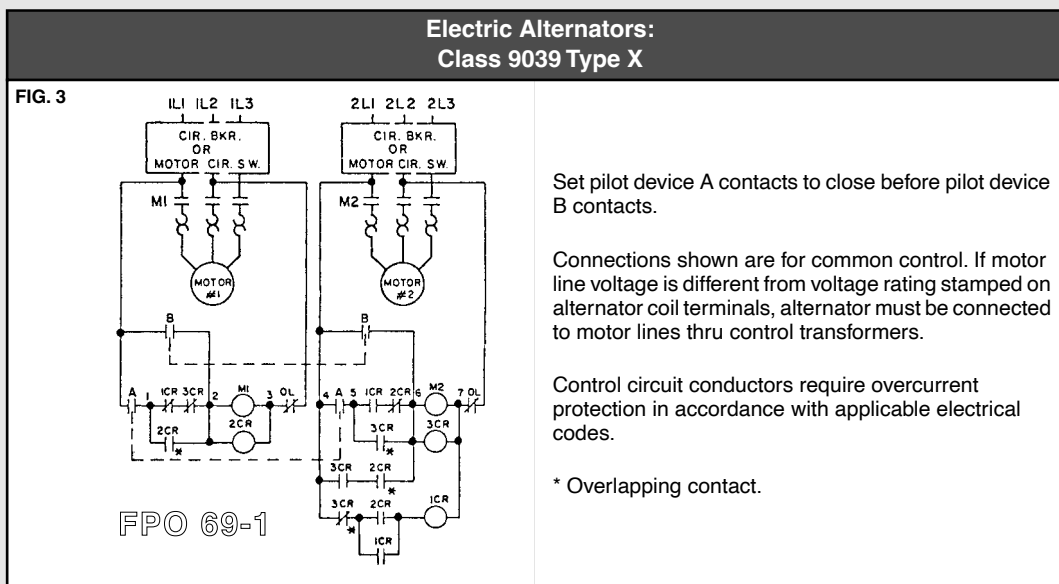 Electric Alternators:
Class 9039 Type X
FIG. 3
1L1 1L2 1L3
2L1 2L2 2L3
CIR. BKR.
OR
MOTOR CIR. SW.
CIR. BKR.
OR
MOTOR CIR. SW.
M1
M2
MOTOR
#1
MOTOR
#2
B
B
A 1 1CR 3CR 2 M1 3 OL
4 A 5 1CR 2CR 6 M2 7 OL
2CR
*
2CR
3CR
*
3CR
3CR 2CR
*
3CR
*
2CR
1CR
1CR
FPO 69-1
Set pilot device A contacts to close before pilot device
B contacts.
Connections shown are for common control. If motor
line voltage is different from voltage rating stamped on
alternator coil terminals, alternator must be connected
to motor lines thru control transformers.
Control circuit conductors require overcurrent
protection in accordance with applicable electrical
codes.
* Overlapping contact.